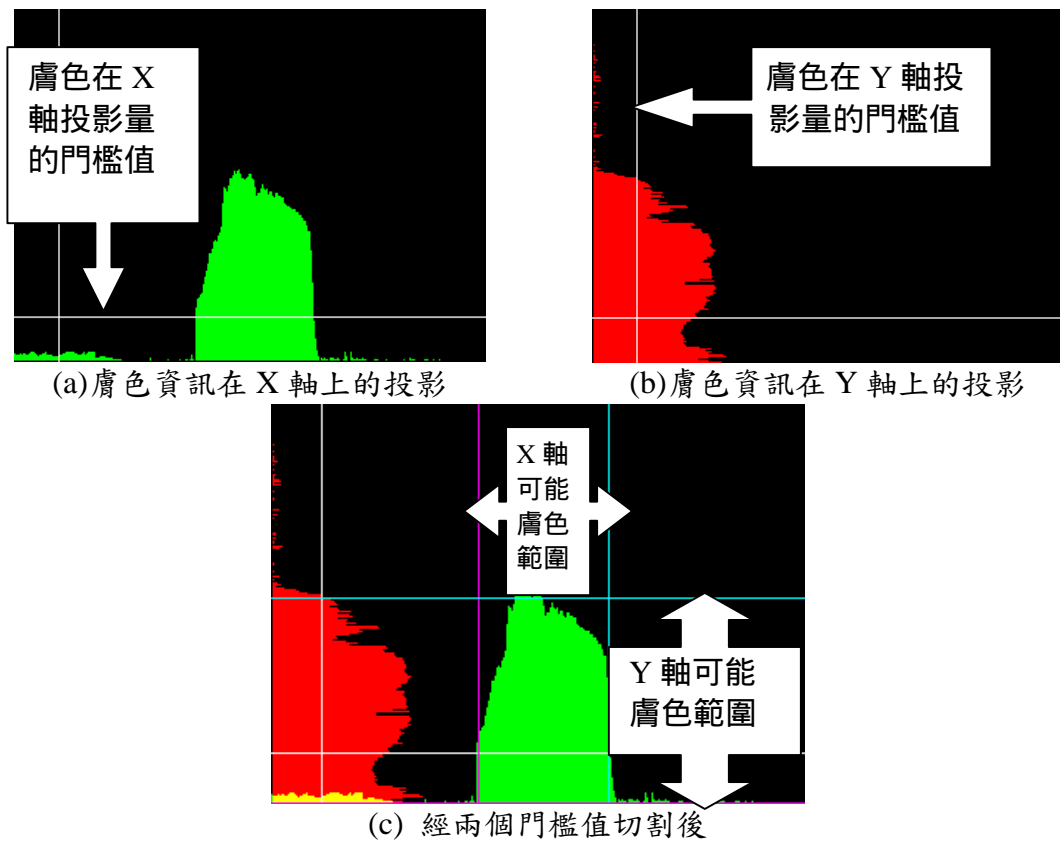 膚色在 X
軸投影量
的門檻值
膚色在 Y 軸投
影量的門檻值
(a)膚色資訊在 X 軸上的投影
(b)膚色資訊在 Y 軸上的投影
X 軸
可能
膚色
範圍
Y 軸可能
膚色範圍
(c) 經兩個門檻值切割後